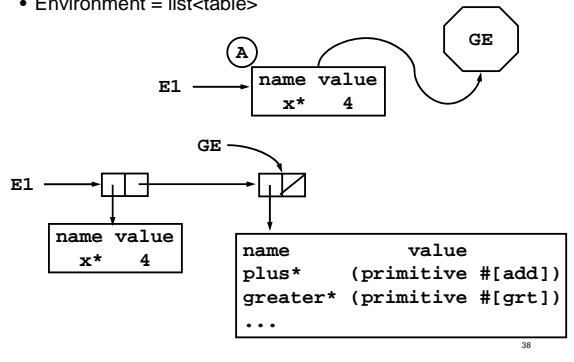 • Environment = list<table>
GE
A
name value
E1
x* 4
GE
E1
name value
x* 4
name value
plus* (primitive #[add])
greater* (primitive #[grt])
...
38